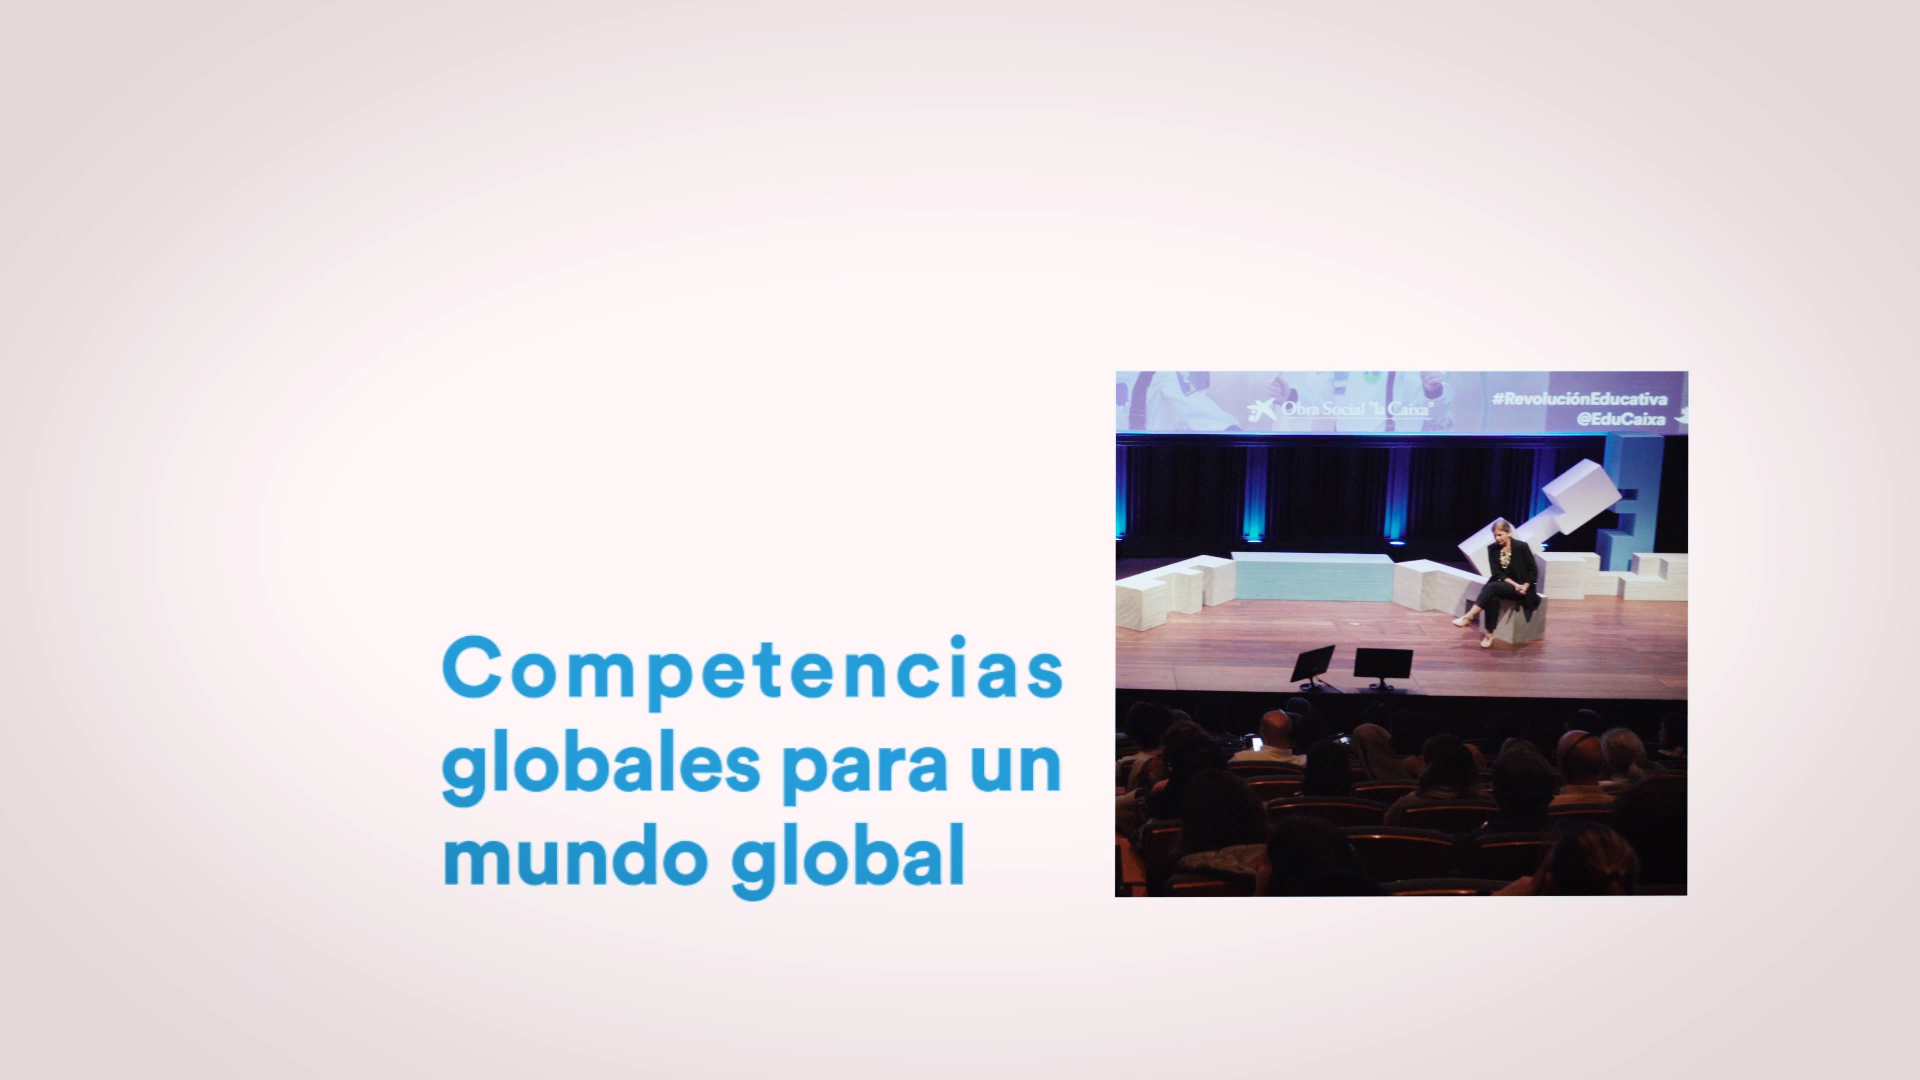 Competencias
globales para un
mundo global
Obra Social "la Caixa"
#RevoluciónEducativa
@EduCaixa